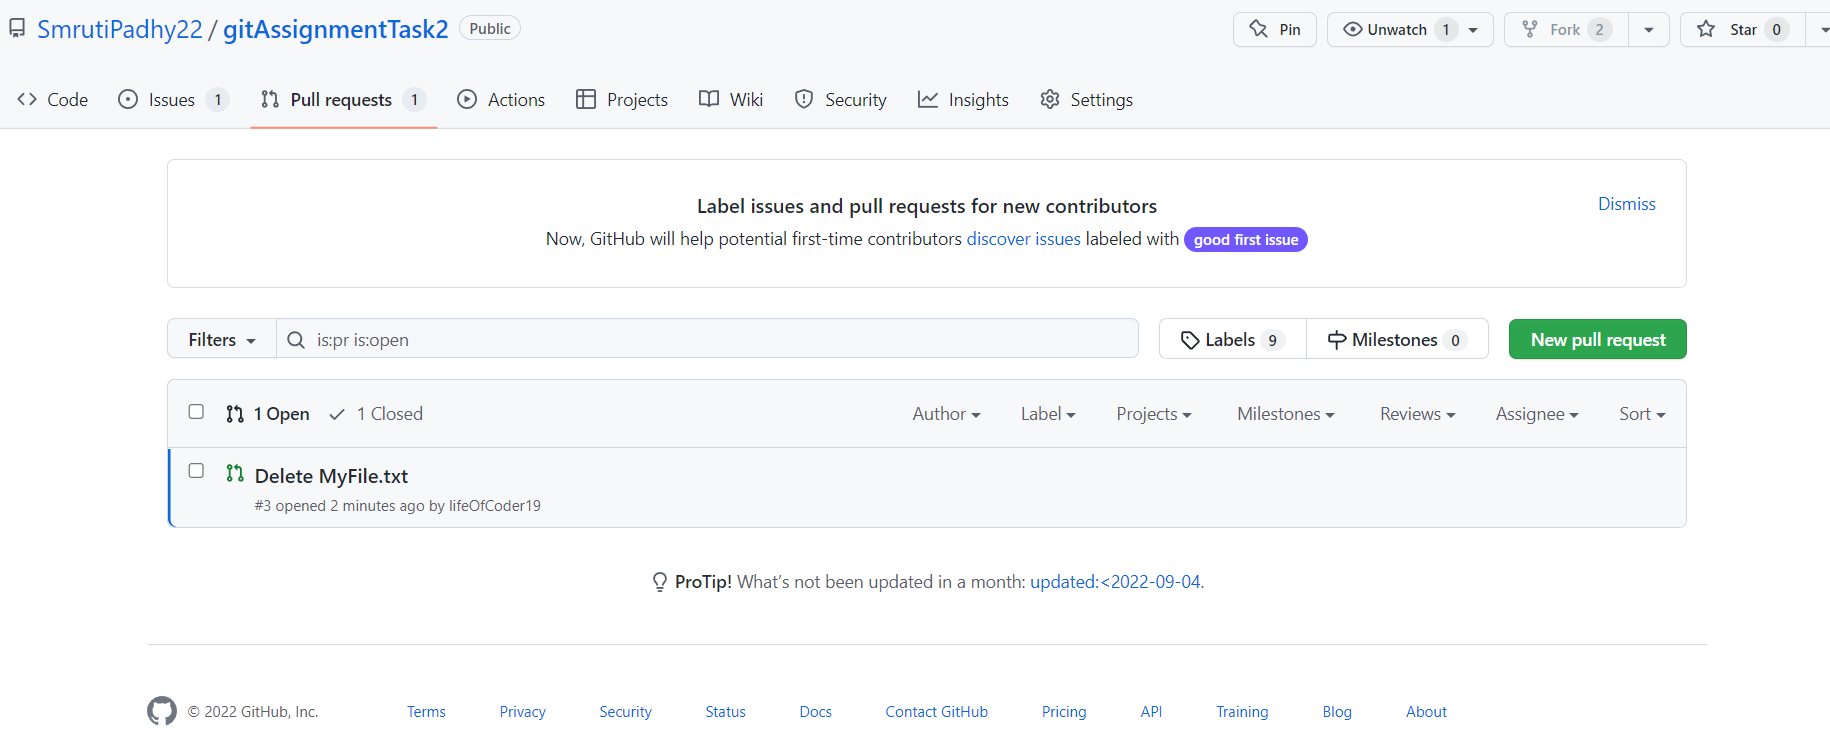 SmrutiPadhy22 / gitAssignmentTask2 Public Pin Unwatch 1 Fork 2 Star 0
Code Issues 1 Pull requests 1 Actions Projects Wiki Security Insights Settings
Label issues and pull requests for new contributors
Dismiss
Now, GitHub will help potential first-time contributors discover issues labeled with good first issue
Filters is:pr is:open Labels 9 Milestones 0 New pull request
1 Open 1 Closed Author Label Projects Milestones Reviews Assignee Sort
Delete MyFile.txt
#3 opened 2 minutes ago by lifeOfCoder19
ProTip! What's not been updated in a month: updated:<2022-09-04.
© 2022 GitHub, Inc. Terms Privacy Security Status Docs Contact GitHub Pricing API Training Blog About